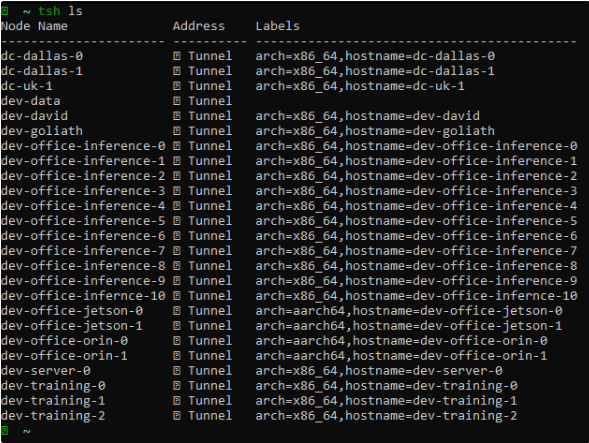 ~ tsh ls
Node Name Address Labels
---------------------- ---------- -------------------------------------------
dc-dallas-0 Tunnel arch=x86_64,hostname=dc-dallas-0
dc-dallas-1 Tunnel arch=x86_64,hostname=dc-dallas-1
dc-uk-1 Tunnel arch=x86_64,hostname=dc-uk-1
dev-data Tunnel
dev-david Tunnel arch=x86_64,hostname=dev-david
dev-goliath Tunnel arch=x86_64,hostname=dev-goliath
dev-office-inference-0 Tunnel arch=x86_64,hostname=dev-office-inference-0
dev-office-inference-1 Tunnel arch=x86_64,hostname=dev-office-inference-1
dev-office-inference-2 Tunnel arch=x86_64,hostname=dev-office-inference-2
dev-office-inference-3 Tunnel arch=x86_64,hostname=dev-office-inference-3
dev-office-inference-4 Tunnel arch=x86_64,hostname=dev-office-inference-4
dev-office-inference-5 Tunnel arch=x86_64,hostname=dev-office-inference-5
dev-office-inference-6 Tunnel arch=x86_64,hostname=dev-office-inference-6
dev-office-inference-7 Tunnel arch=x86_64,hostname=dev-office-inference-7
dev-office-inference-8 Tunnel arch=x86_64,hostname=dev-office-inference-8
dev-office-inference-9 Tunnel arch=x86_64,hostname=dev-office-inference-9
dev-office-infernce-10 Tunnel arch=x86_64,hostname=dev-office-infernce-10
dev-office-jetson-0 Tunnel arch=aarch64,hostname=dev-office-jetson-0
dev-office-jetson-1 Tunnel arch=aarch64,hostname=dev-office-jetson-1
dev-office-orin-0 Tunnel arch=aarch64,hostname=dev-office-orin-0
dev-office-orin-1 Tunnel arch=aarch64,hostname=dev-office-orin-1
dev-server-0 Tunnel arch=x86_64,hostname=dev-server-0
dev-training-0 Tunnel arch=x86_64,hostname=dev-training-0
dev-training-1 Tunnel arch=x86_64,hostname=dev-training-1
dev-training-2 Tunnel arch=x86_64,hostname=dev-training-2
~